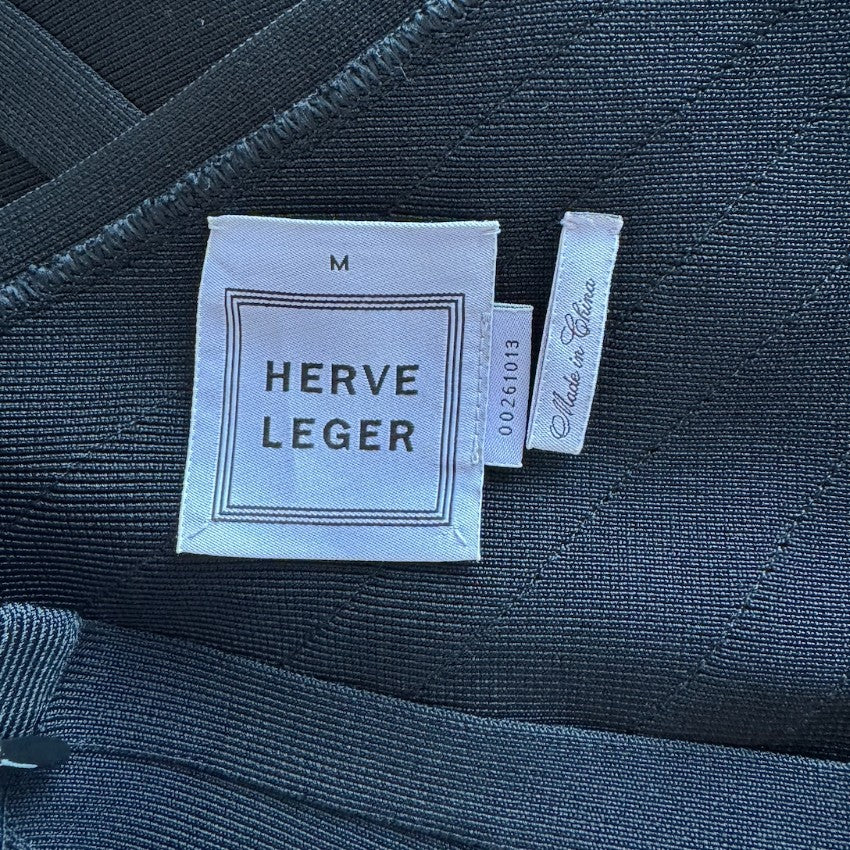 M
HERVE
LEGER
00261013
Made in China